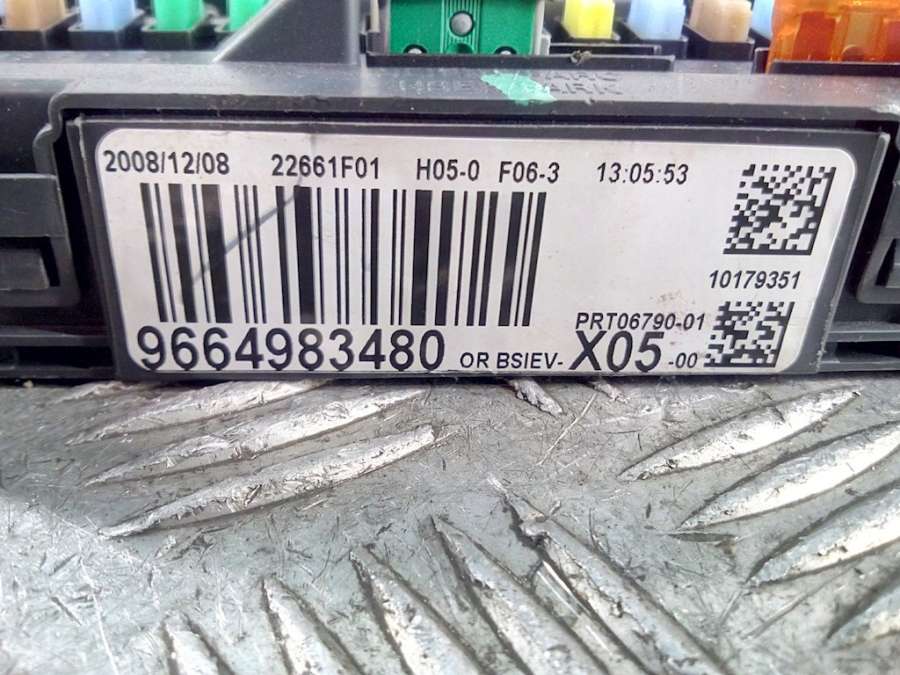 2008/12/08 22661F01 H05-0 F06-3 13:05:53
10179351
PRT06790-01
9664983480 OR BSIEV- X05 -00